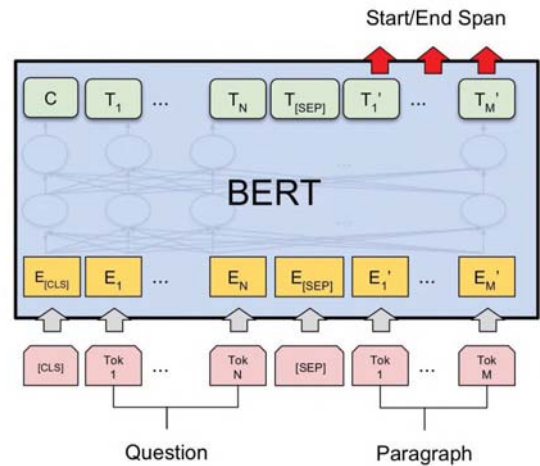 Start/End Span
C T1 ... TN T[SEP] T1' ... TM'
BERT
E[CLS] E1 ... EN E[SEP] E1' ... EM'
[CLS] Tok 1 ... Tok N [SEP] Tok 1 ... Tok M
Question Paragraph